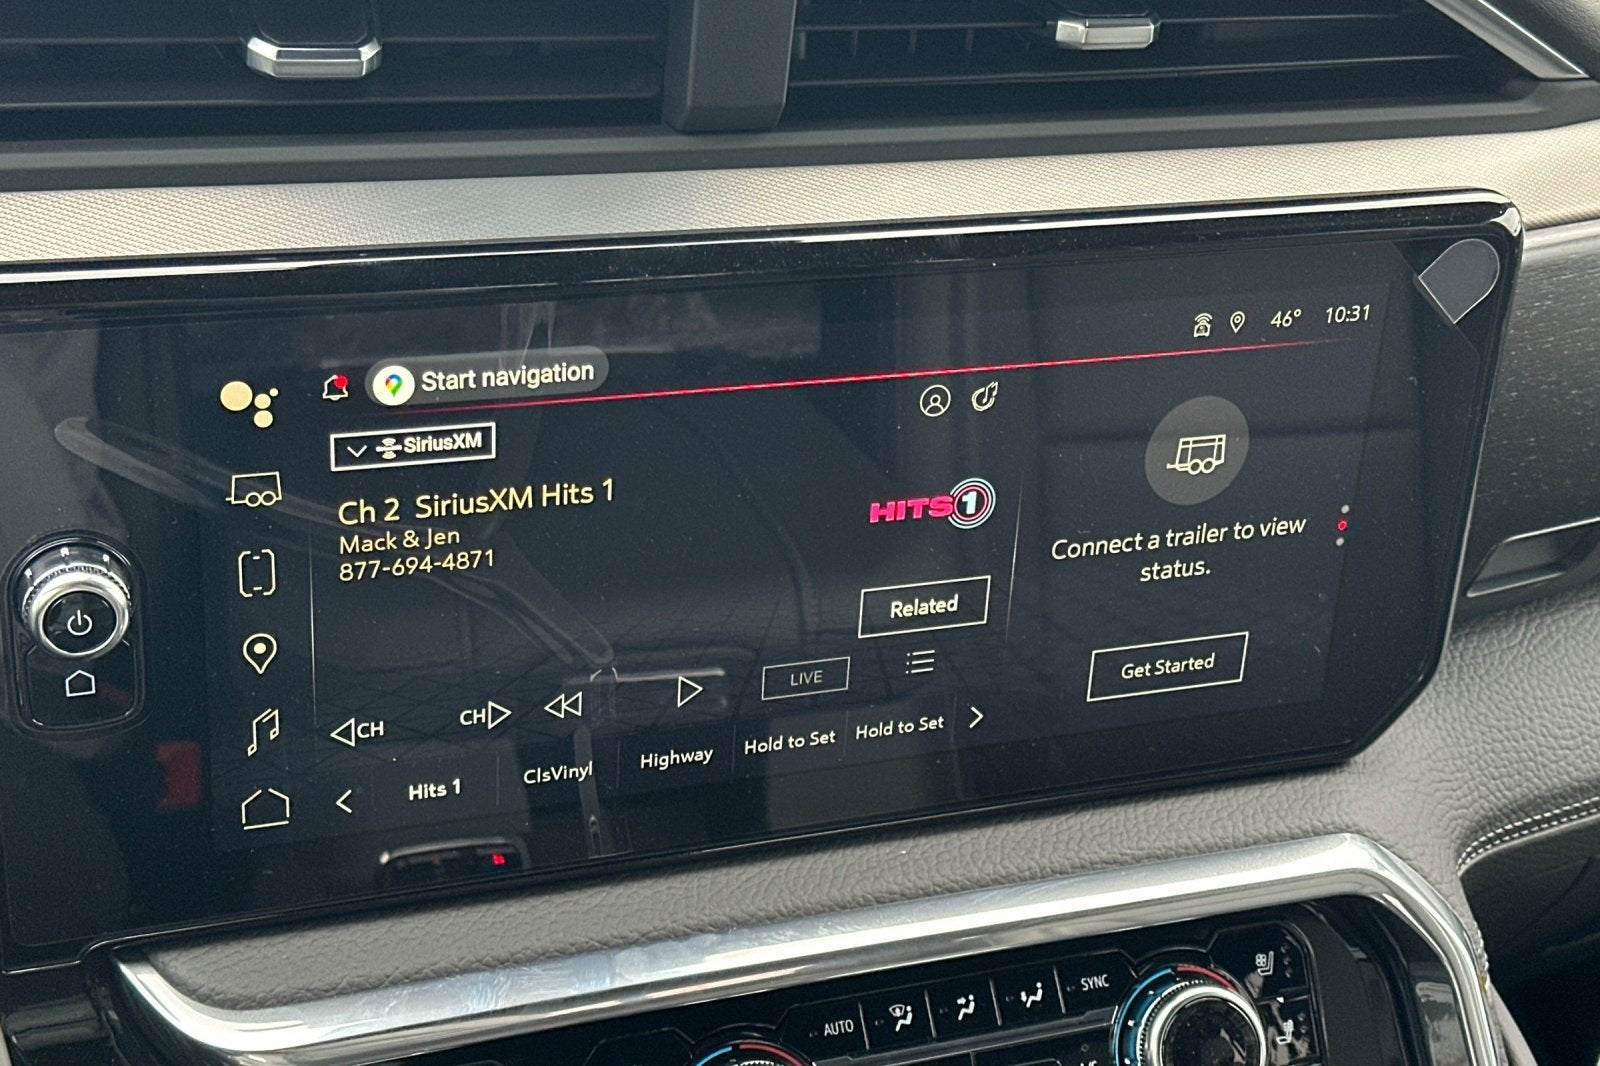 46° 10:31
Start navigation
SiriusXM
Ch 2 SiriusXM Hits 1
Mack & Jen
877-694-4871
HITS 1
Related
Connect a trailer to view
status.
Get Started
LIVE
CH
CH
Hits 1
ClsVinyl
Highway
Hold to Set
Hold to Set
AUTO
SYNC